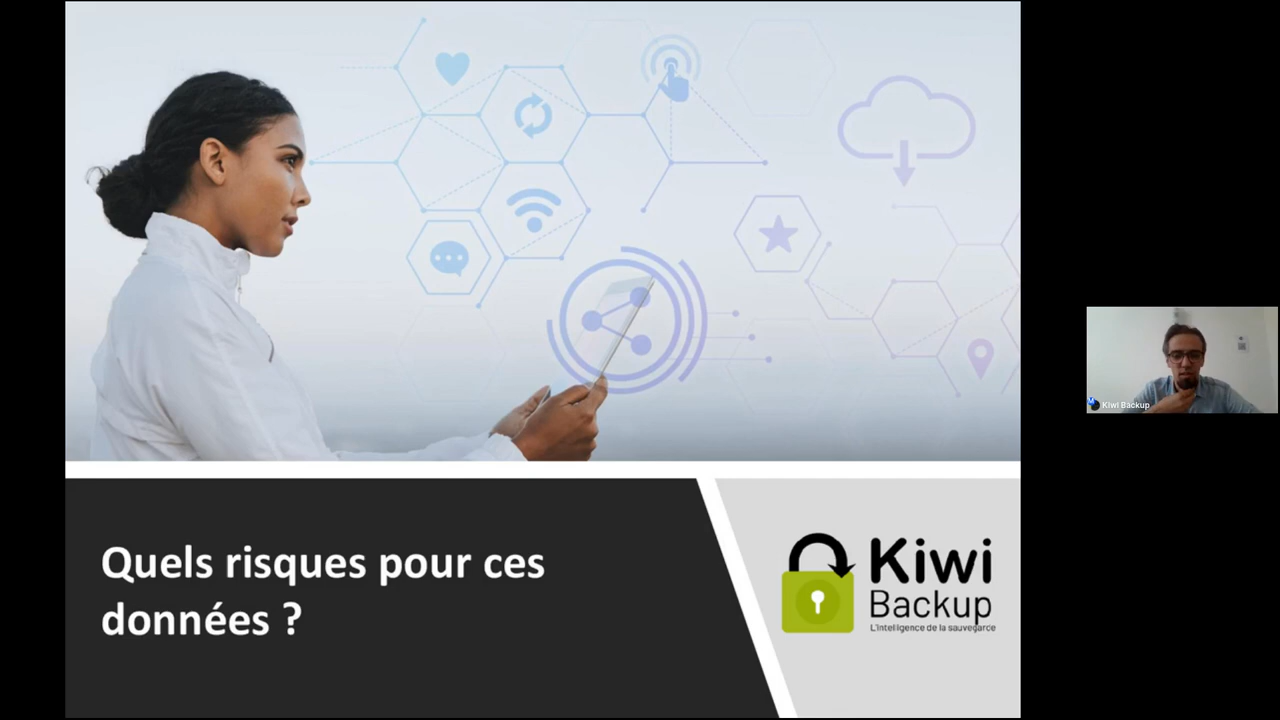 Quels risques pour ces
données ?
Kiwi
Backup
L'intelligence de la sauvegarde
Kiwi Backup